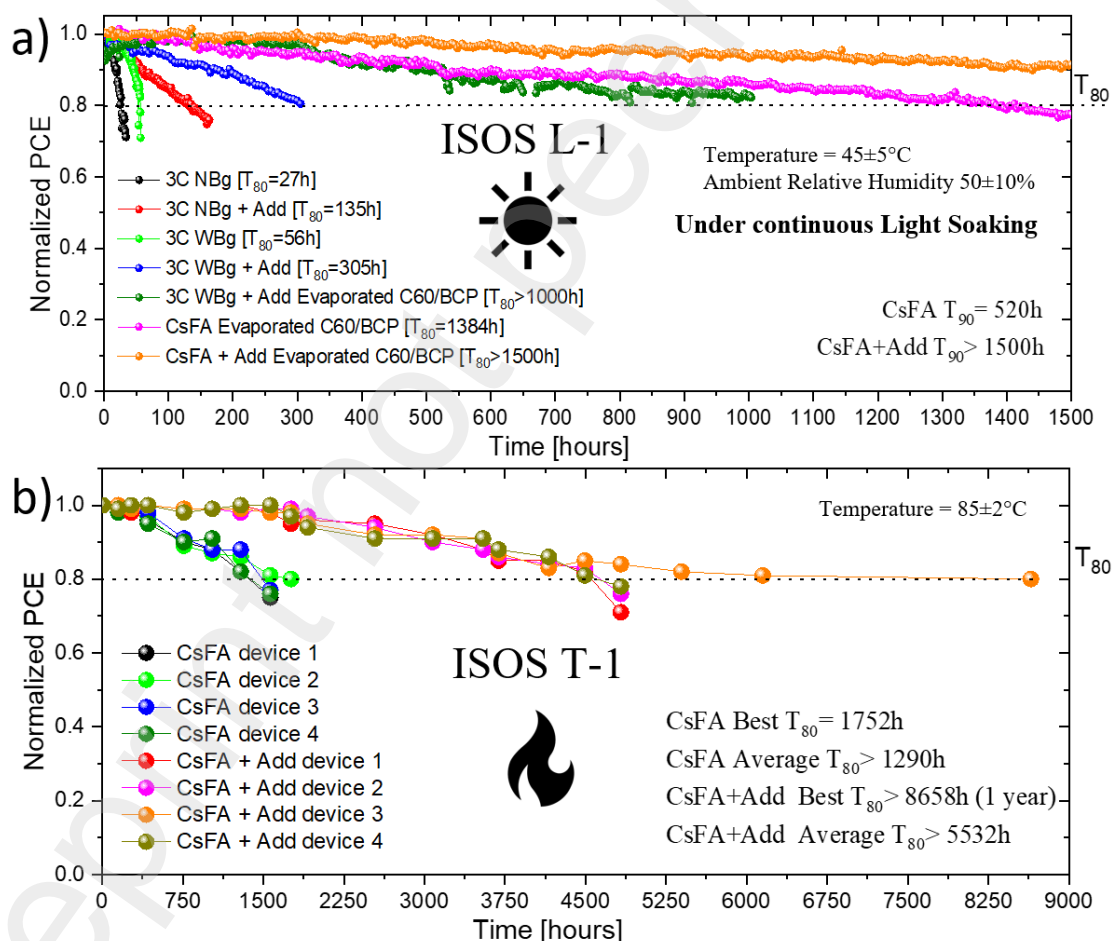 a)
Normalized PCE
1.0
0.8
0.6
0.4
0.2
0.0
T80
ISOS L-1
Temperature = 45±5°C
Ambient Relative Humidity 50±10%
Under continuous Light Soaking
3C NBg [T80=27h]
3C NBg + Add [T80=135h]
3C WBg [T80=56h]
3C WBg + Add [T80=305h]
3C WBg + Add Evaporated C60/BCP [T80>1000h]
CsFA Evaporated C60/BCP [T80=1384h]
CsFA + Add Evaporated C60/BCP [T80>1500h]
CsFA T90= 520h
CsFA+Add T90> 1500h
0 100 200 300 400 500 600 700 800 900 1000 1100 1200 1300 1400 1500
Time [hours]
b)
Normalized PCE
1.0
0.8
0.6
0.4
0.2
0.0
Temperature = 85±2°C
T80
ISOS T-1
CsFA device 1
CsFA device 2
CsFA device 3
CsFA device 4
CsFA + Add device 1
CsFA + Add device 2
CsFA + Add device 3
CsFA + Add device 4
CsFA Best T80= 1752h
CsFA Average T80> 1290h
CsFA+Add Best T80> 8658h (1 year)
CsFA+Add Average T80> 5532h
0 750 1500 2250 3000 3750 4500 5250 6000 6750 7500 8250 9000
Time [hours]
eprint not pee